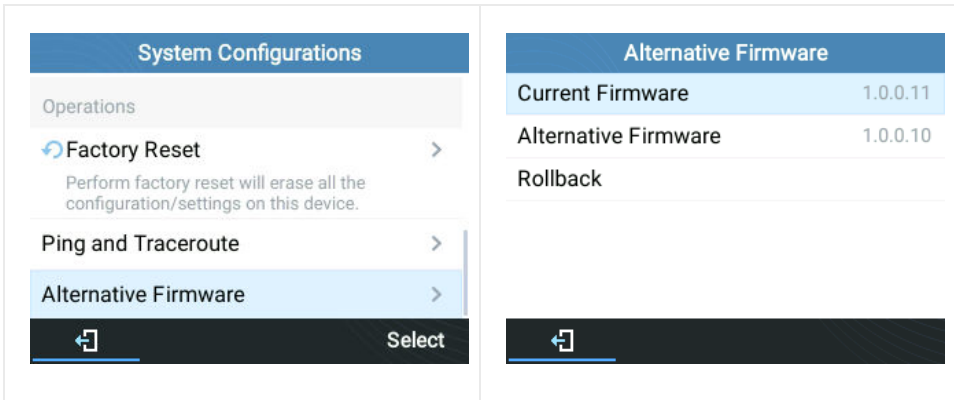 System Configurations
Operations
Factory Reset
Perform factory reset will erase all the
configuration/settings on this device.
Ping and Traceroute
Alternative Firmware
Select
Alternative Firmware
Current Firmware 1.0.0.11
Alternative Firmware 1.0.0.10
Rollback